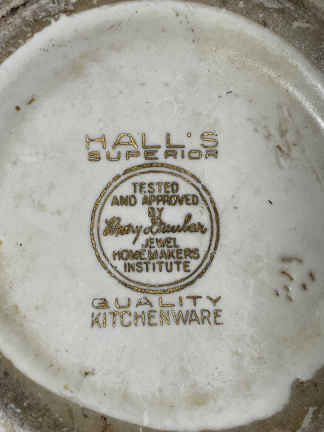 HALL'S
SUPERIOR
TESTED
AND APPROVED
BY
Mary Dunbar
JEWEL
HOMEMAKERS
INSTITUTE
QUALITY
KITCHENWARE